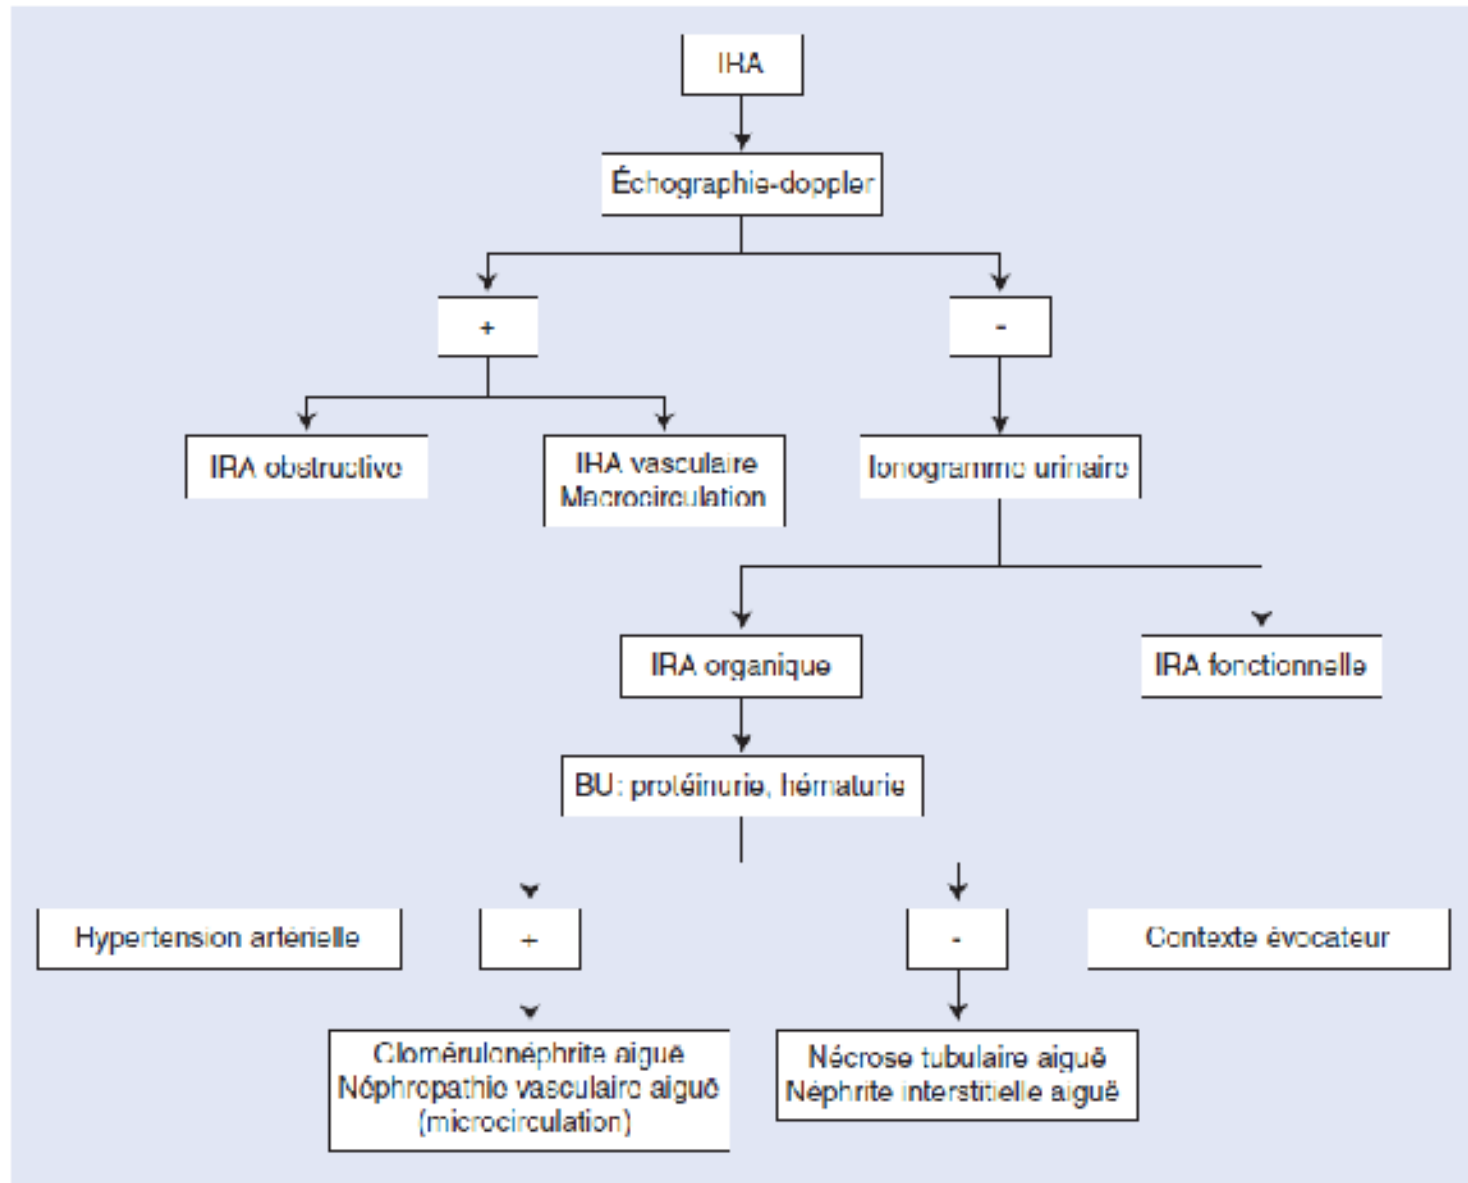 IRA
Échographie-doppler
+
-
IRA obstructive
IRA vasculaire
Macrocirculation
Ionogramme urinaire
IRA organique
IRA fonctionnelle
BU: protéinurie, hématurie
Hypertension artérielle
+
-
Contexte évocateur
Glomérulonéphrite aiguë
Néphropathie vasculaire aiguë
(microcirculation)
Nécrose tubulaire aiguë
Néphrite interstitielle aiguë